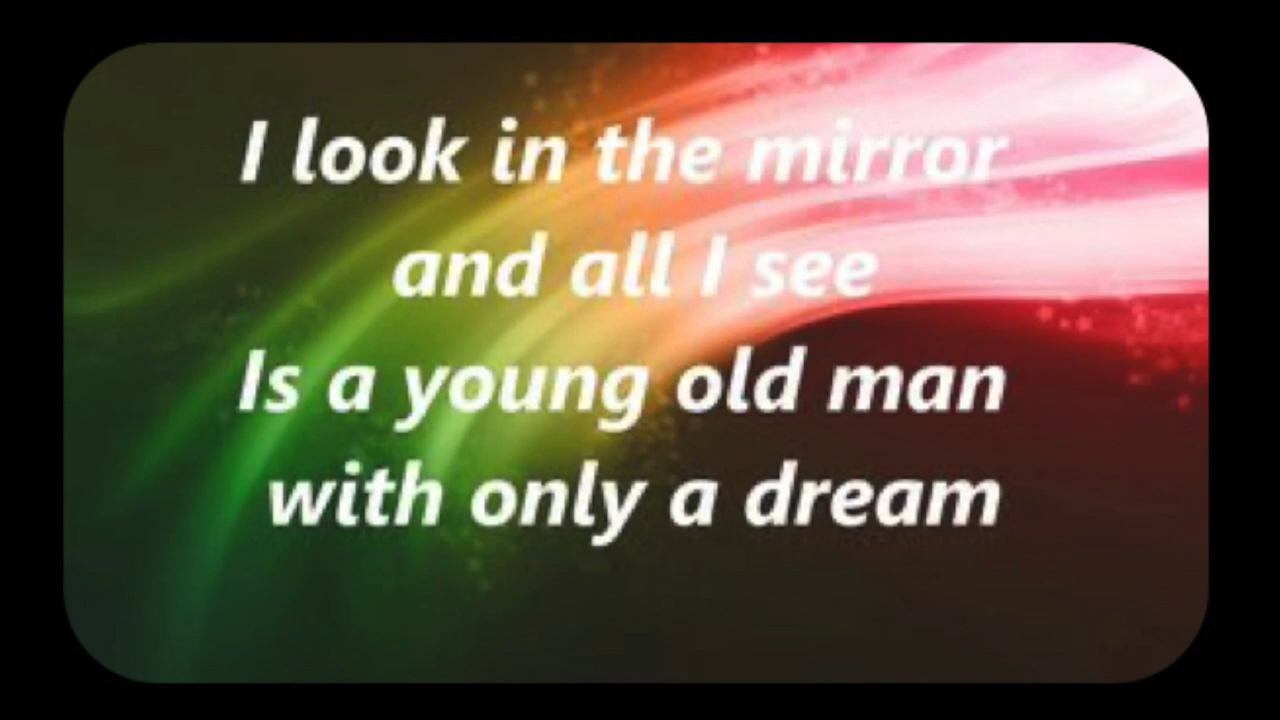 I look in the mirror
and all I see
Is a young old man
with only a dream